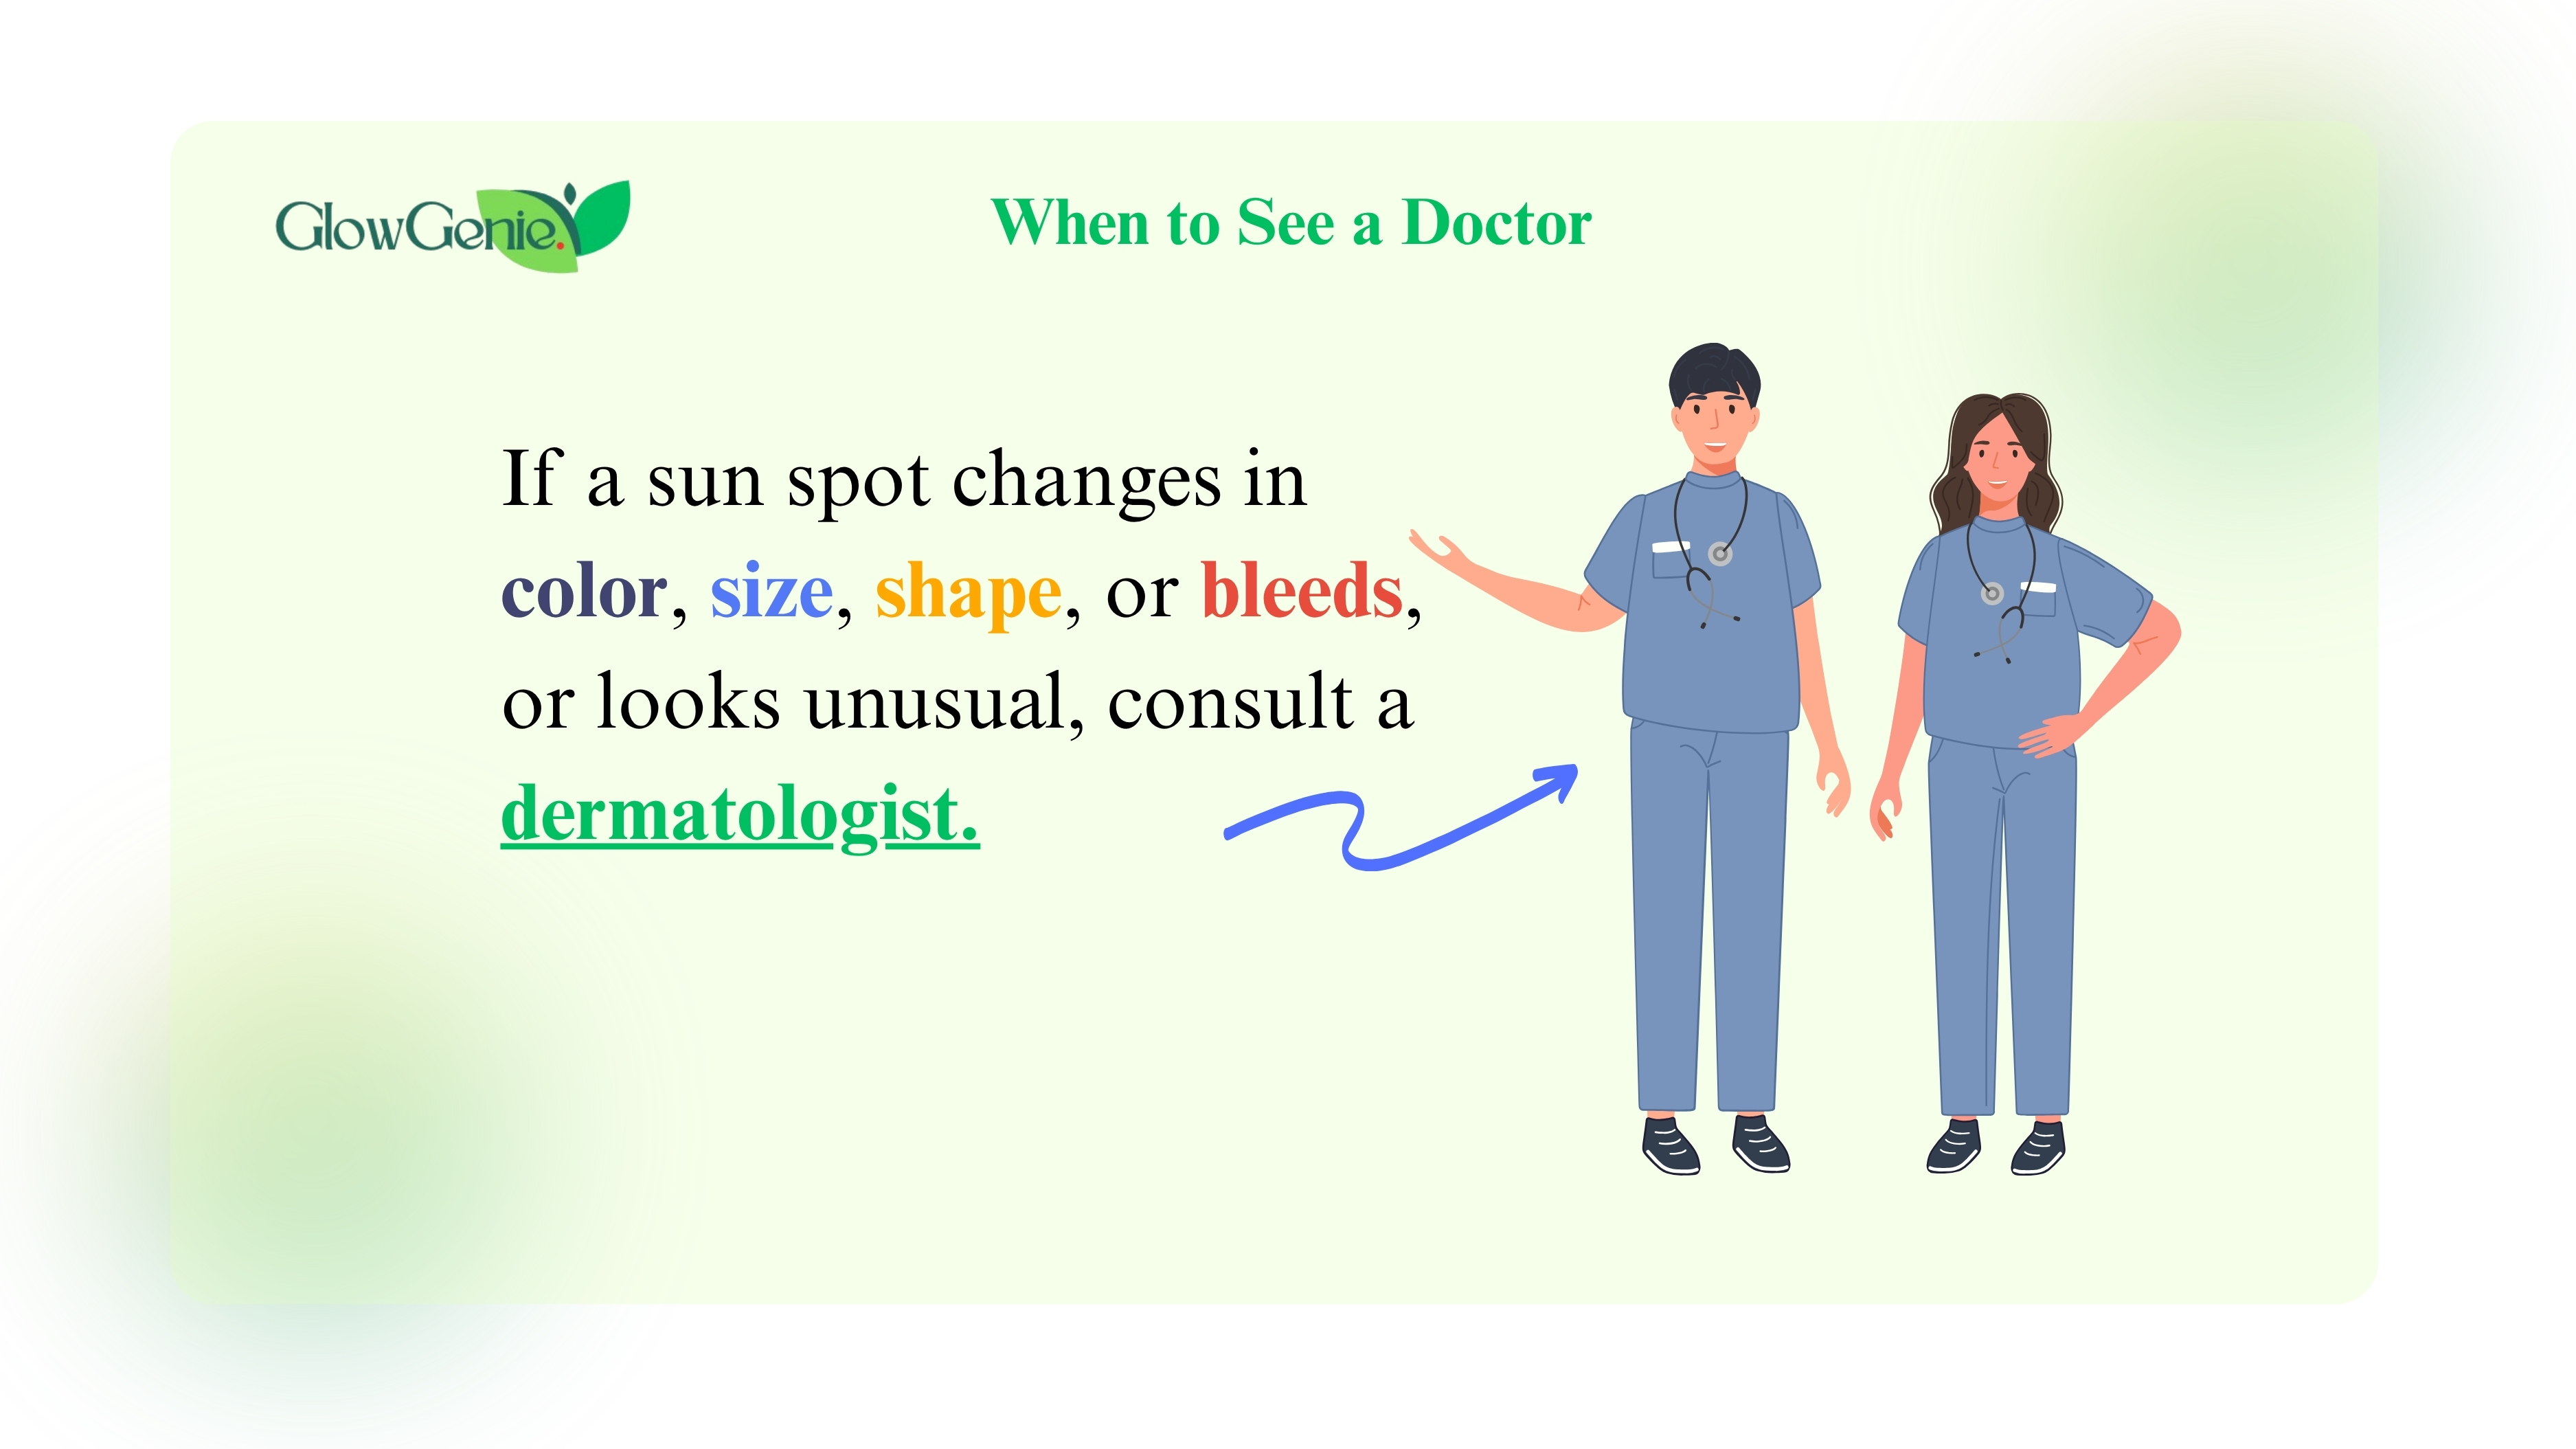 GlowGenie.
When to See a Doctor
If a sun spot changes in
color, size, shape, or bleeds,
or looks unusual, consult a
dermatologist.